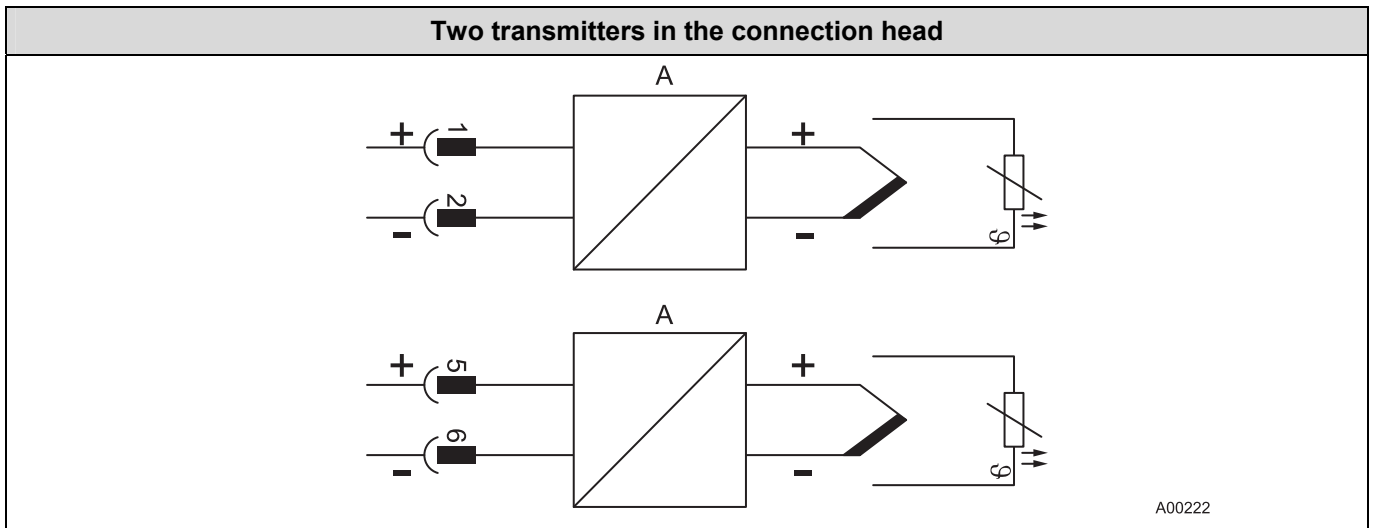 Two transmitters in the connection head
A
+ 1 +
2
- - ϑ
A
+ 5 +
6
- - ϑ
A00222